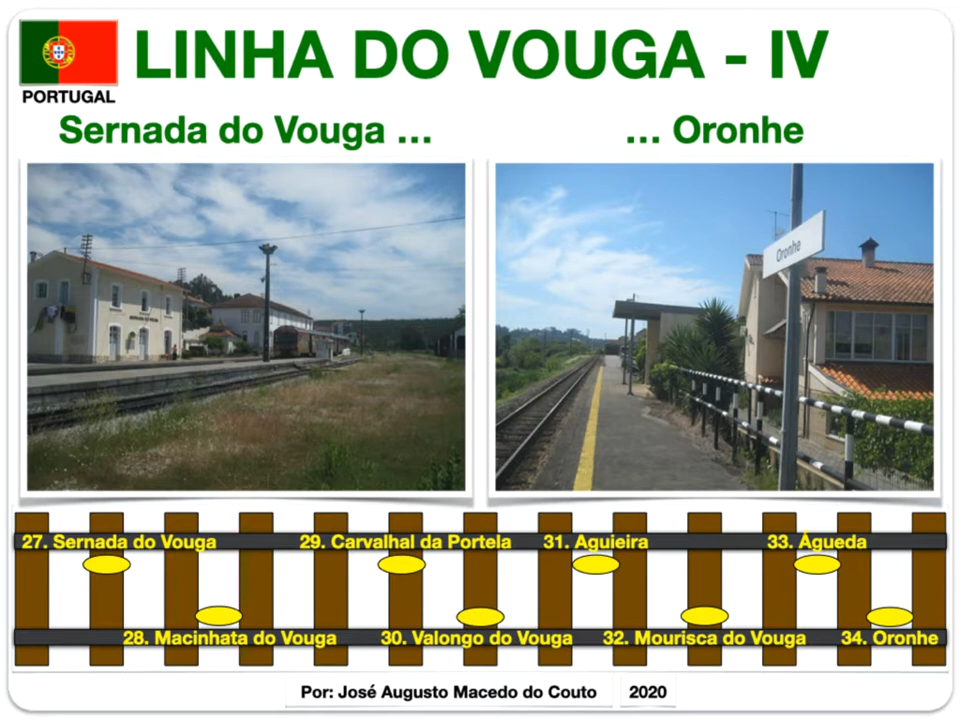 LINHA DO VOUGA - IV
PORTUGAL
Sernada do Vouga ...
... Oronhe
Oronhe
27. Sernada do Vouga
29. Carvalhal da Portela
31. Aguieira
33. Águeda
28. Macinhata do Vouga
30. Valongo do Vouga
32. Mourisca do Vouga
34. Oronhe
Por: José Augusto Macedo do Couto
2020